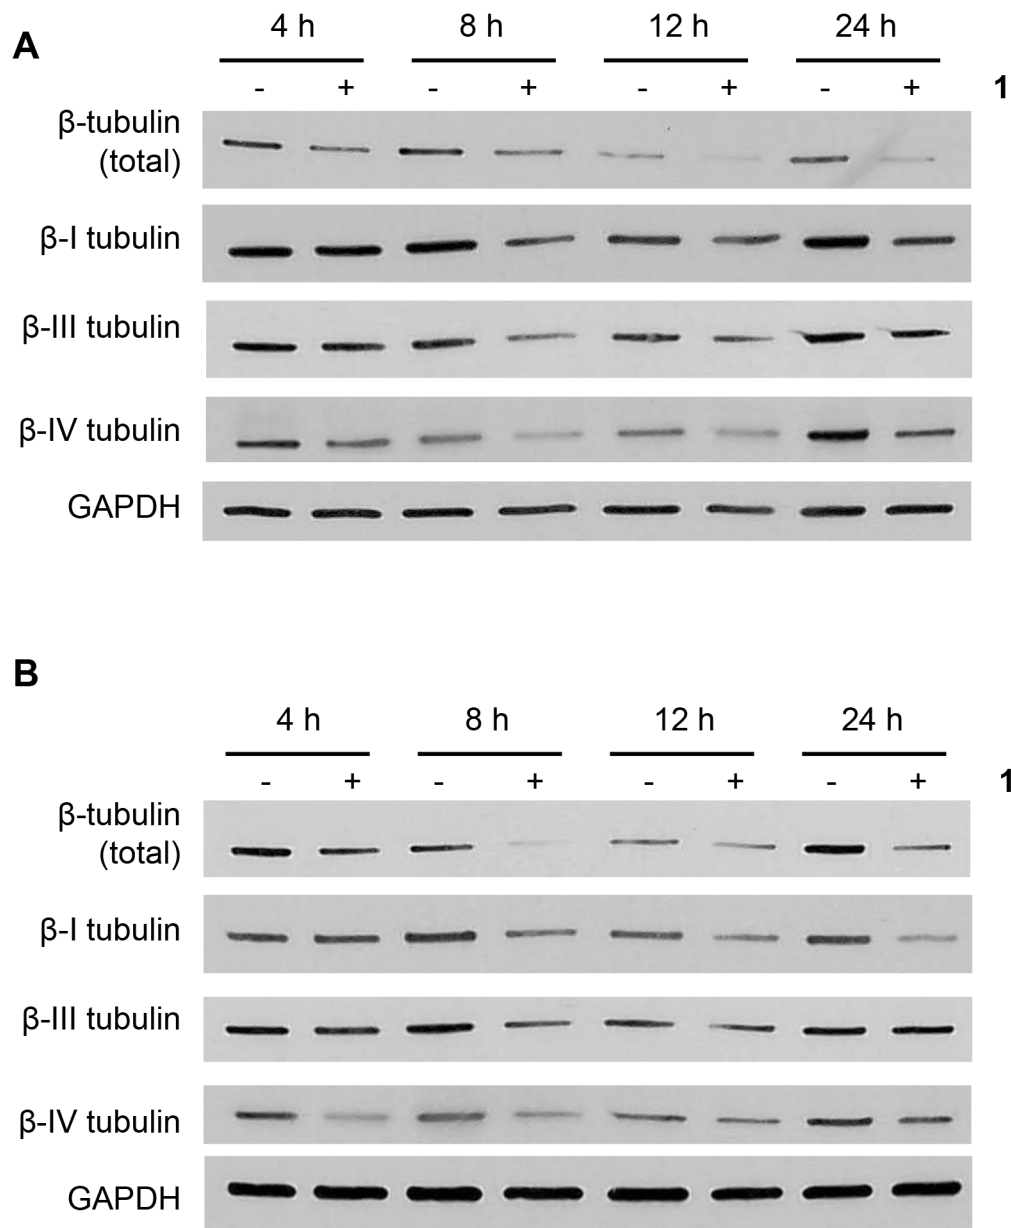 A
4 h 8 h 12 h 24 h
- + - + - + - + 1
β-tubulin
(total)
β-I tubulin
β-III tubulin
β-IV tubulin
GAPDH
B
4 h 8 h 12 h 24 h
- + - + - + - + 1
β-tubulin
(total)
β-I tubulin
β-III tubulin
β-IV tubulin
GAPDH